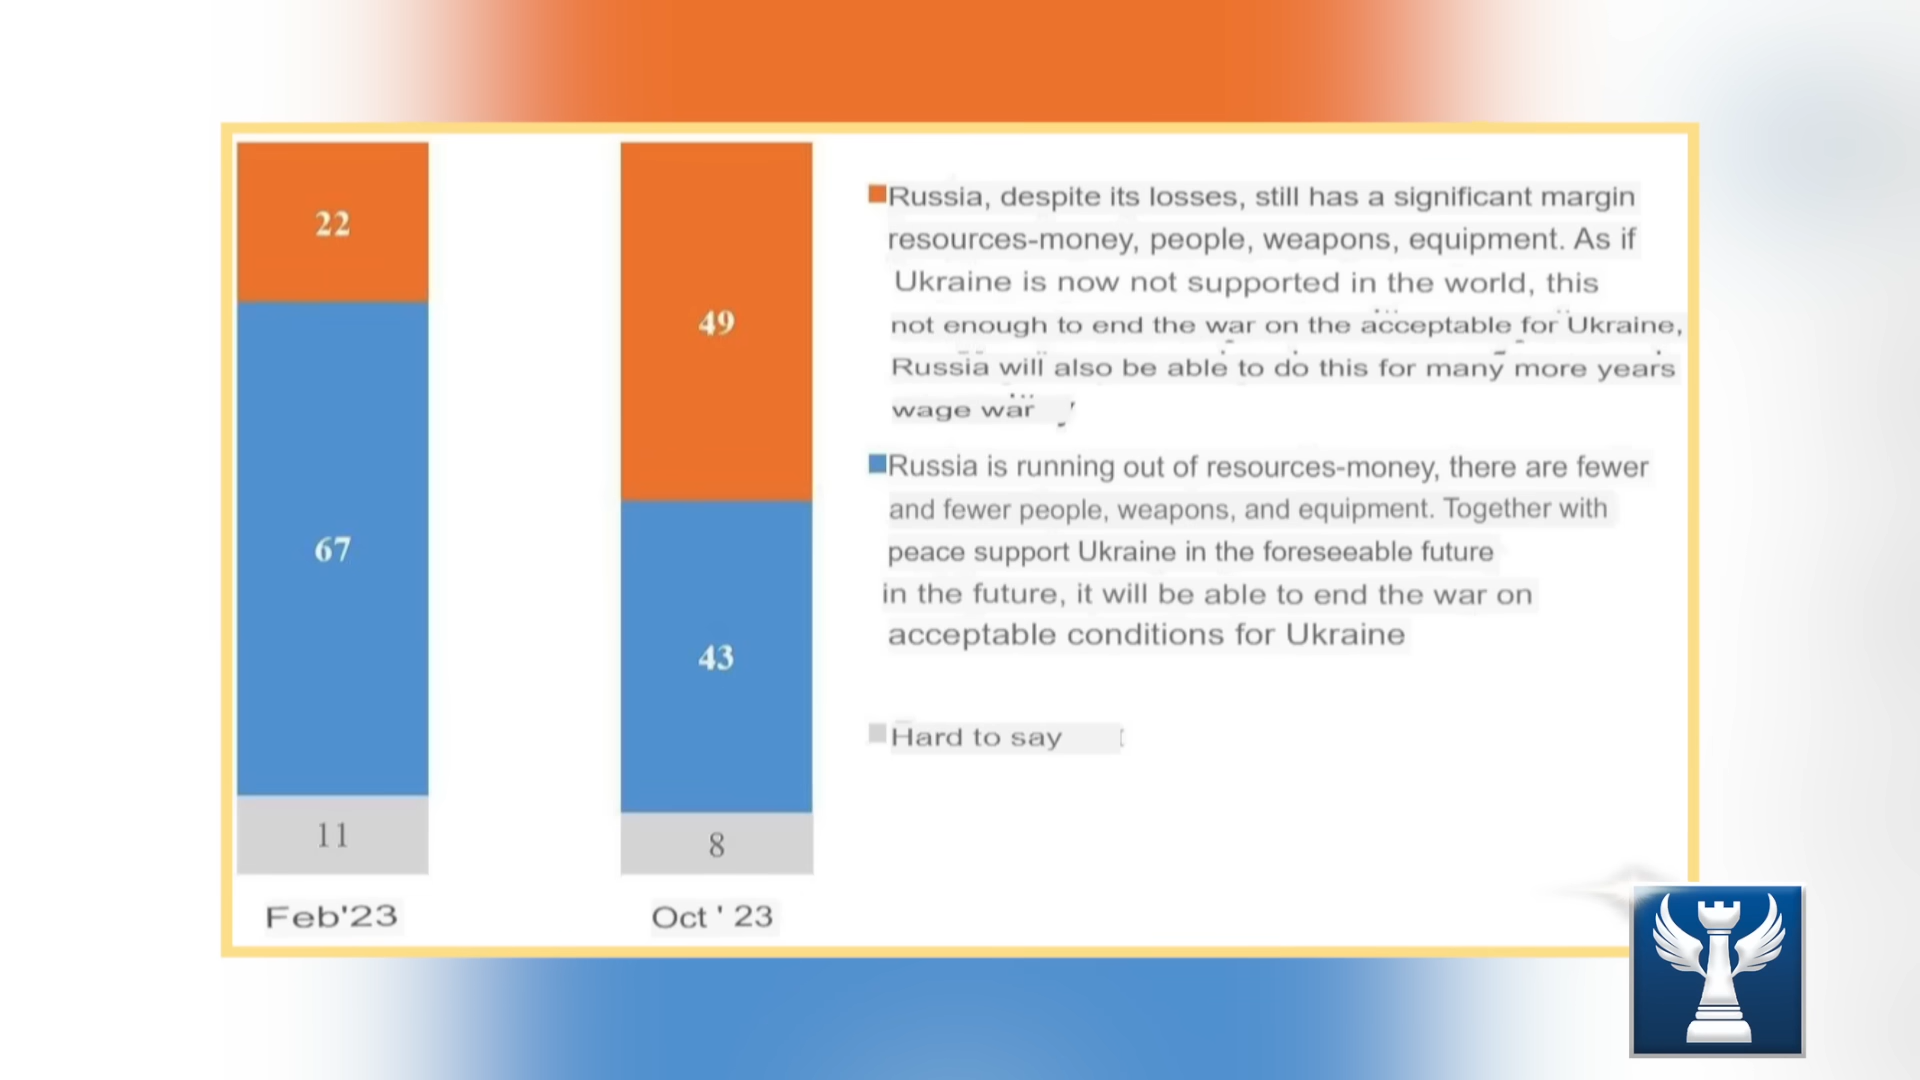 22
67
11
Feb'23
49
43
8
Oct ' 23
Russia, despite its losses, still has a significant margin
resources-money, people, weapons, equipment. As if
Ukraine is now not supported in the world, this
not enough to end the war on the acceptable for Ukraine,
Russia will also be able to do this for many more years
wage war
Russia is running out of resources-money, there are fewer
and fewer people, weapons, and equipment. Together with
peace support Ukraine in the foreseeable future
in the future, it will be able to end the war on
acceptable conditions for Ukraine
Hard to say